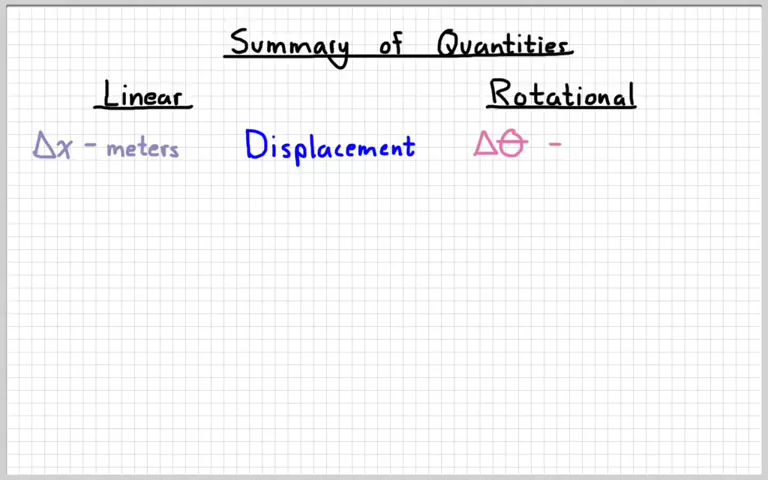 Summary of Quantities
Linear Rotational
Δx - meters Displacement Δθ -